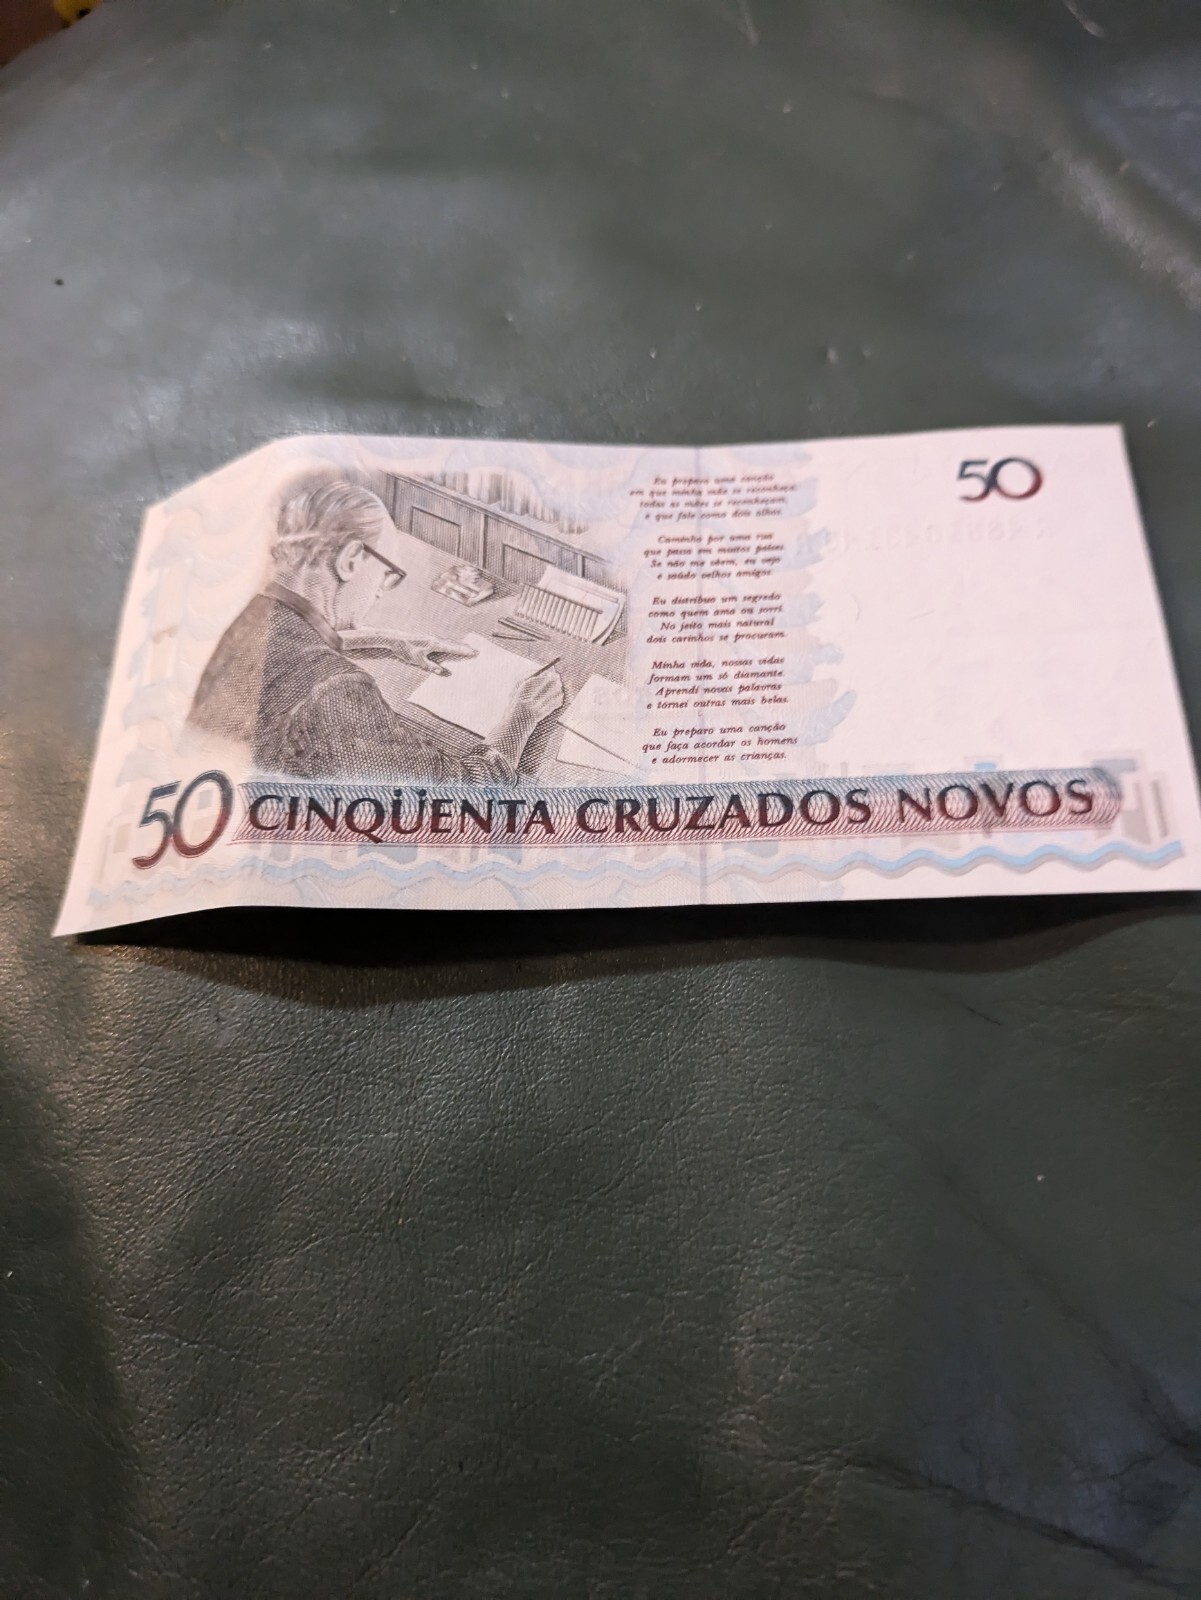 50
Eu preparo uma canção
em que minha mãe se reconheça,
todas as mães se reconheçam,
e que fale como dois olhos.
Caminho por uma rua
que passa em muitos países.
Se não me vêem, eu vejo
e saúdo velhos amigos.
Eu distribuo um segredo
como quem ama ou sorri.
No jeito mais natural
dois carinhos se procuram.
Minha vida, nossas vidas
formam um só diamante.
Aprendi novas palavras
e tornei outras mais belas.
Eu preparo uma canção
que faça acordar os homens
e adormecer as crianças.
50 CINQÜENTA CRUZADOS NOVOS